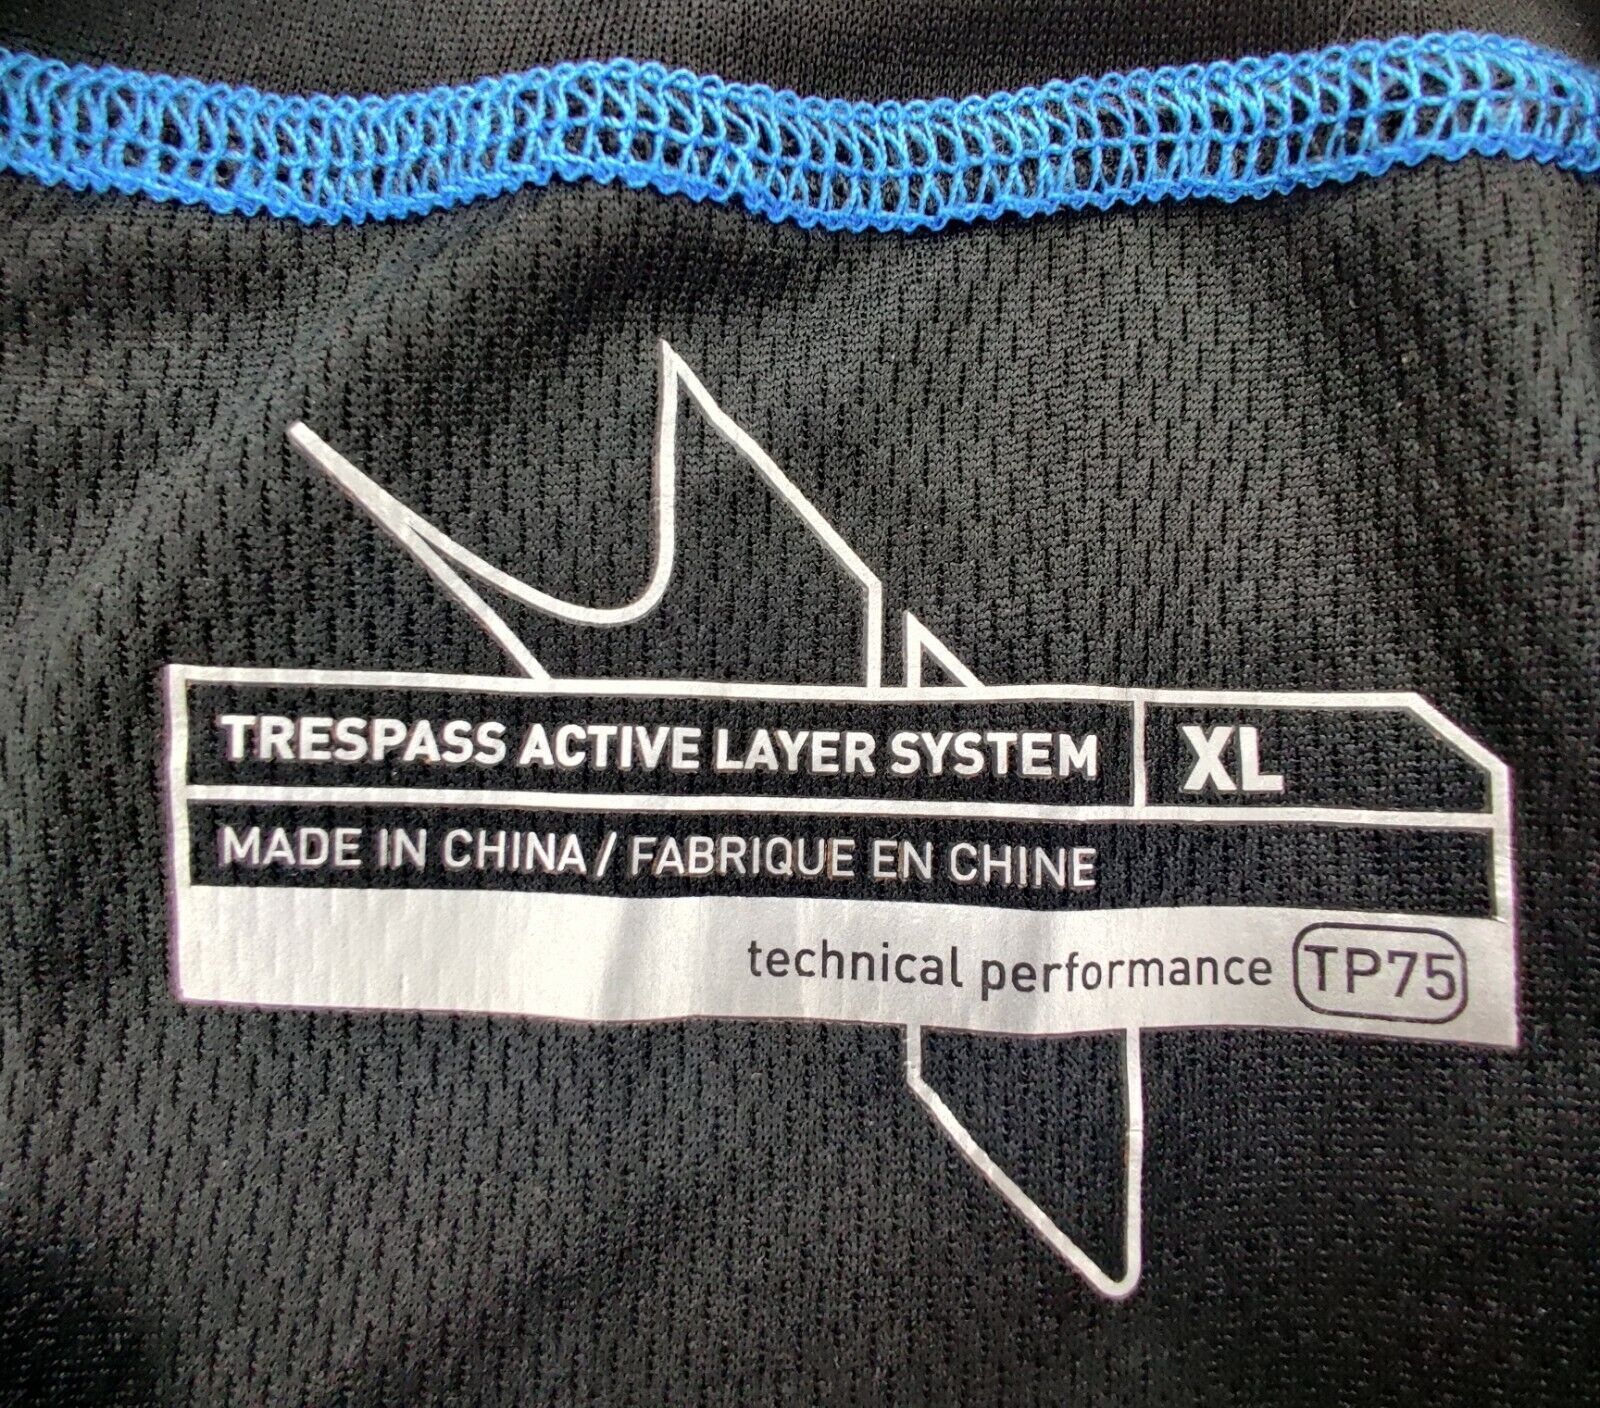 TRESPASS ACTIVE LAYER SYSTEM XL
MADE IN CHINA / FABRIQUE EN CHINE
technical performance TP75